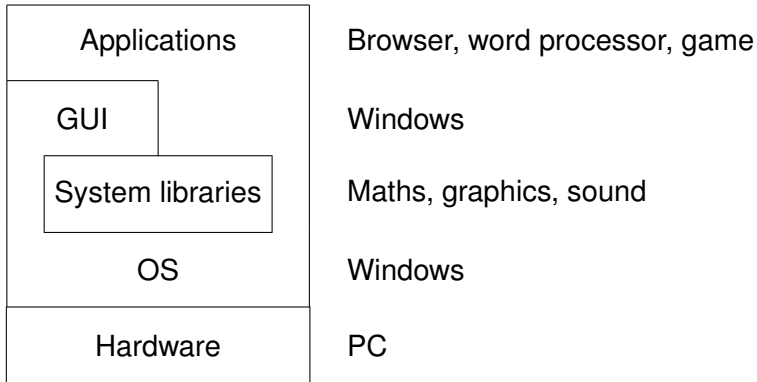 Applications Browser, word processor, game
GUI Windows
System libraries Maths, graphics, sound
OS Windows
Hardware PC